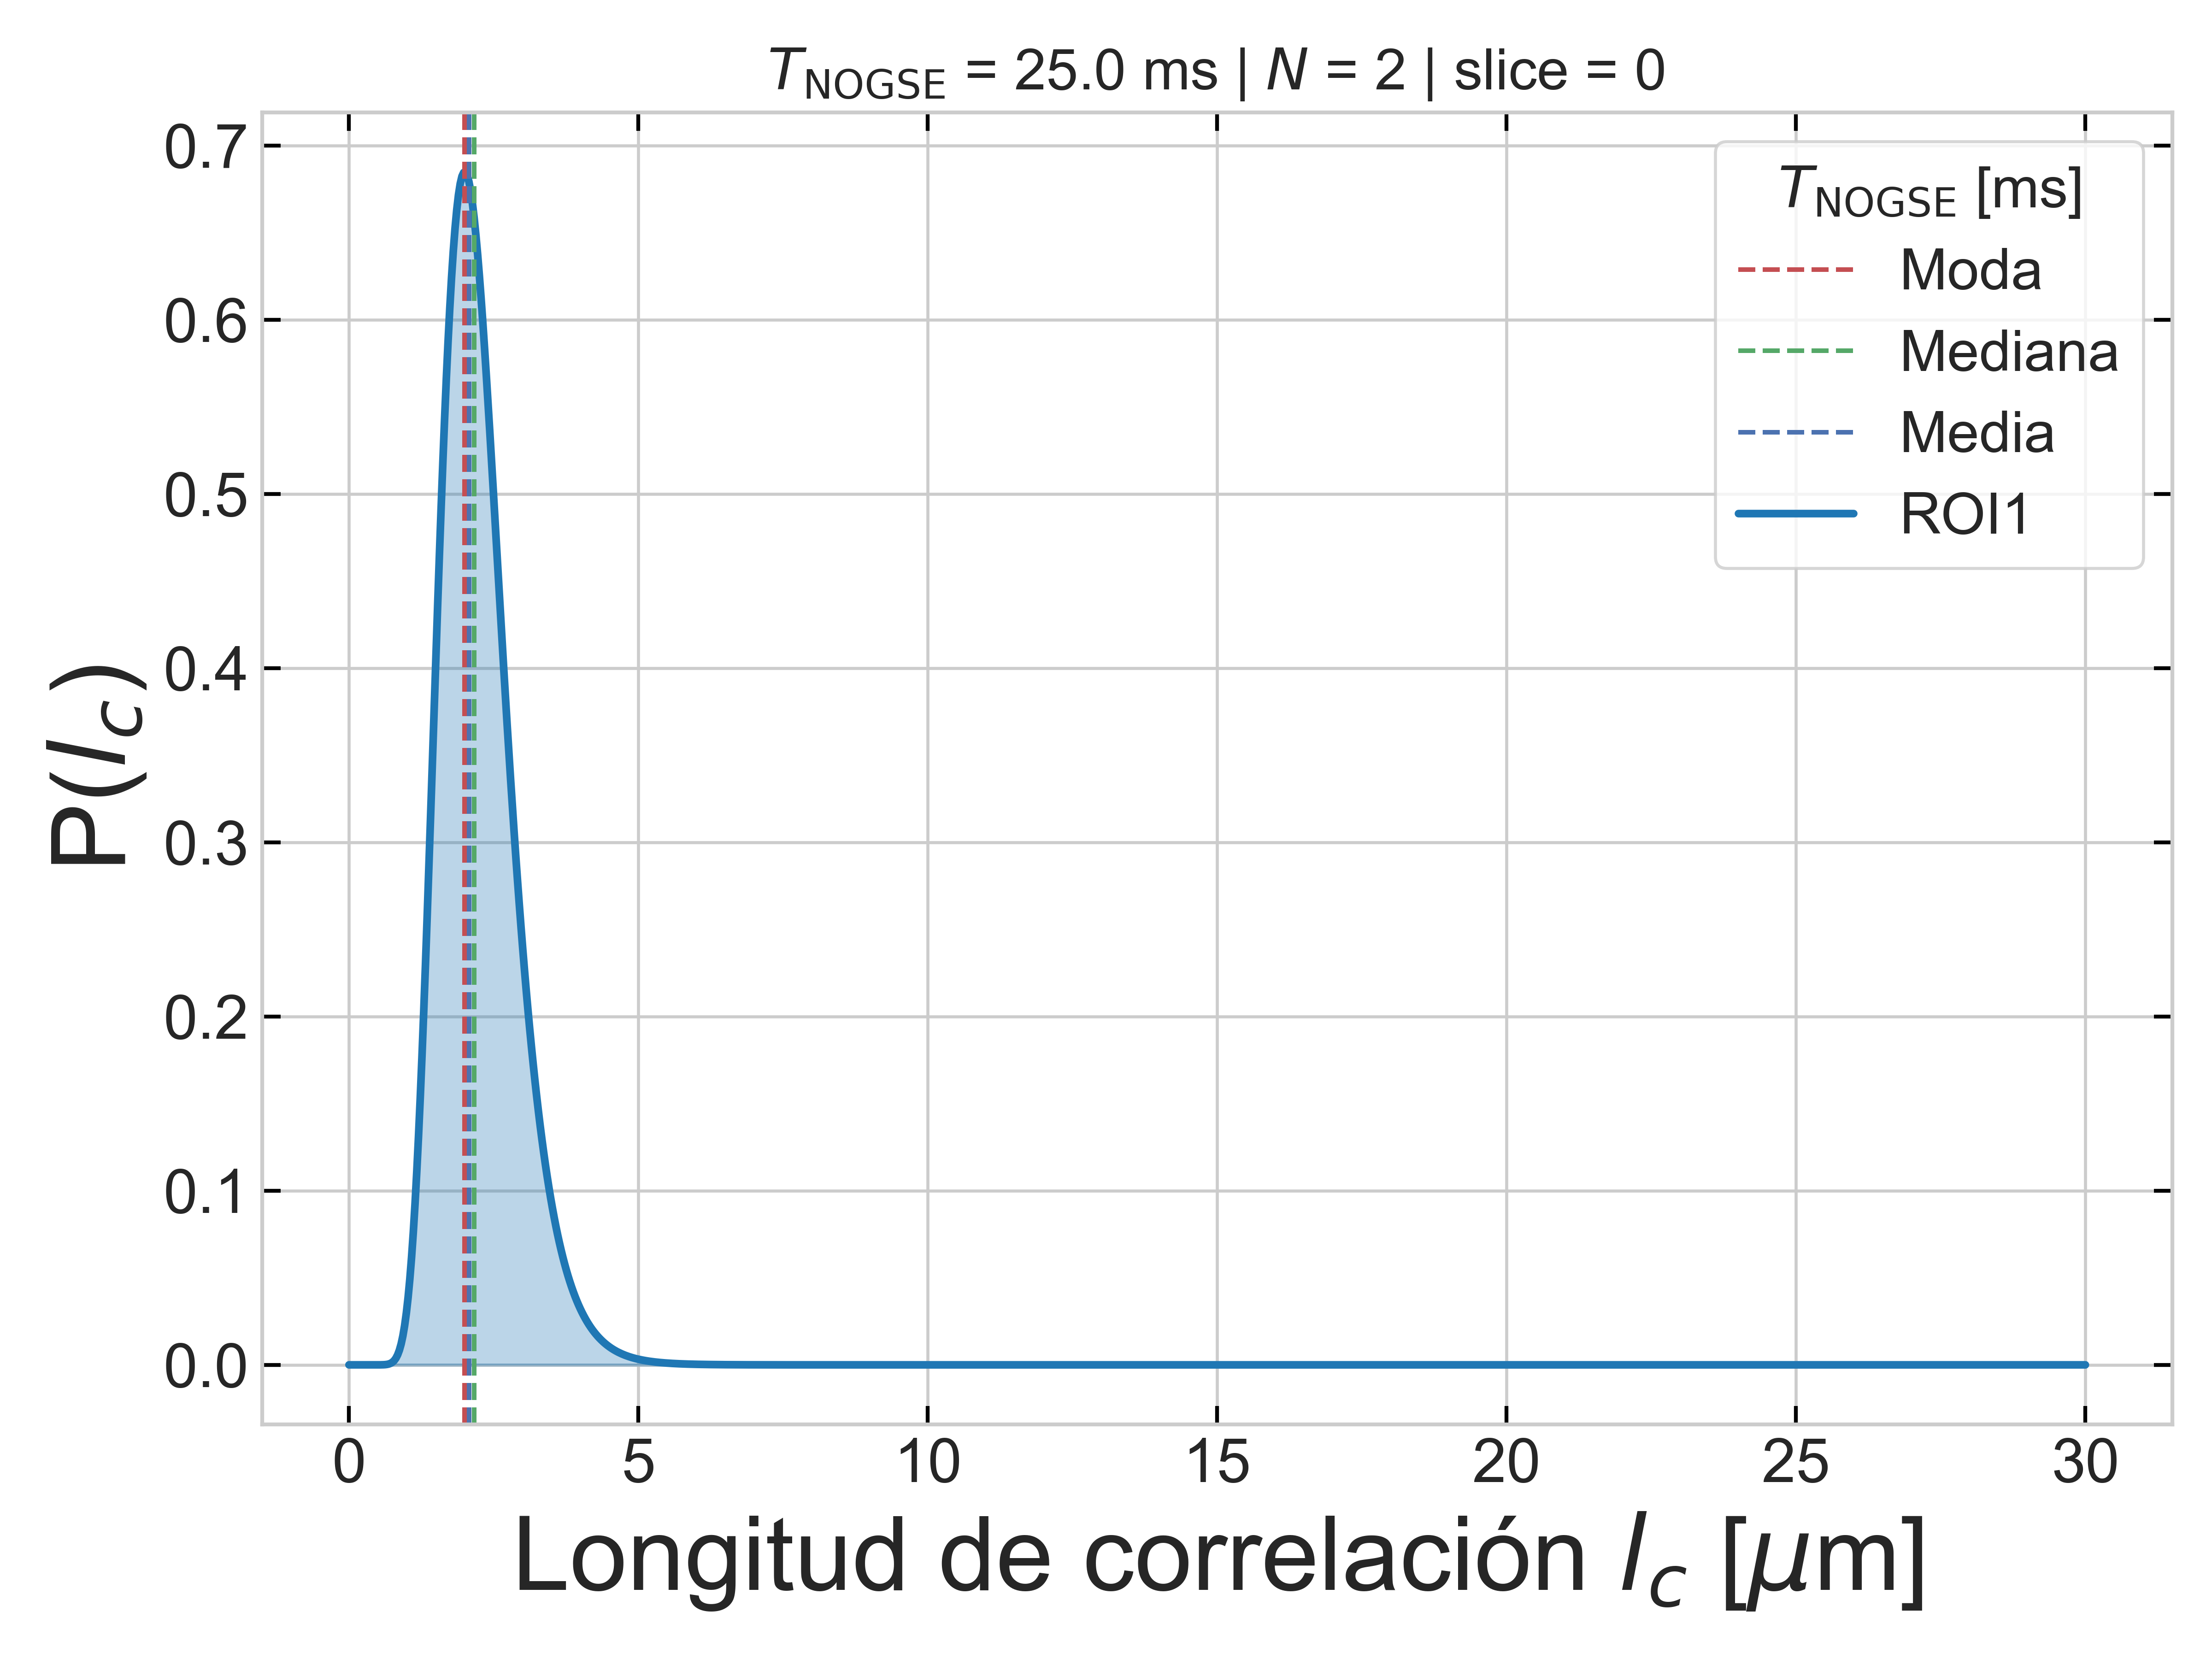 T_NOGSE = 25.0 ms | N = 2 | slice = 0
0.7
0.6
0.5
0.4
0.3
0.2
0.1
0.0
P(l_c)
T_NOGSE [ms]
Moda
Mediana
Media
ROI1
0 5 10 15 20 25 30
Longitud de correlación l_c [μm]